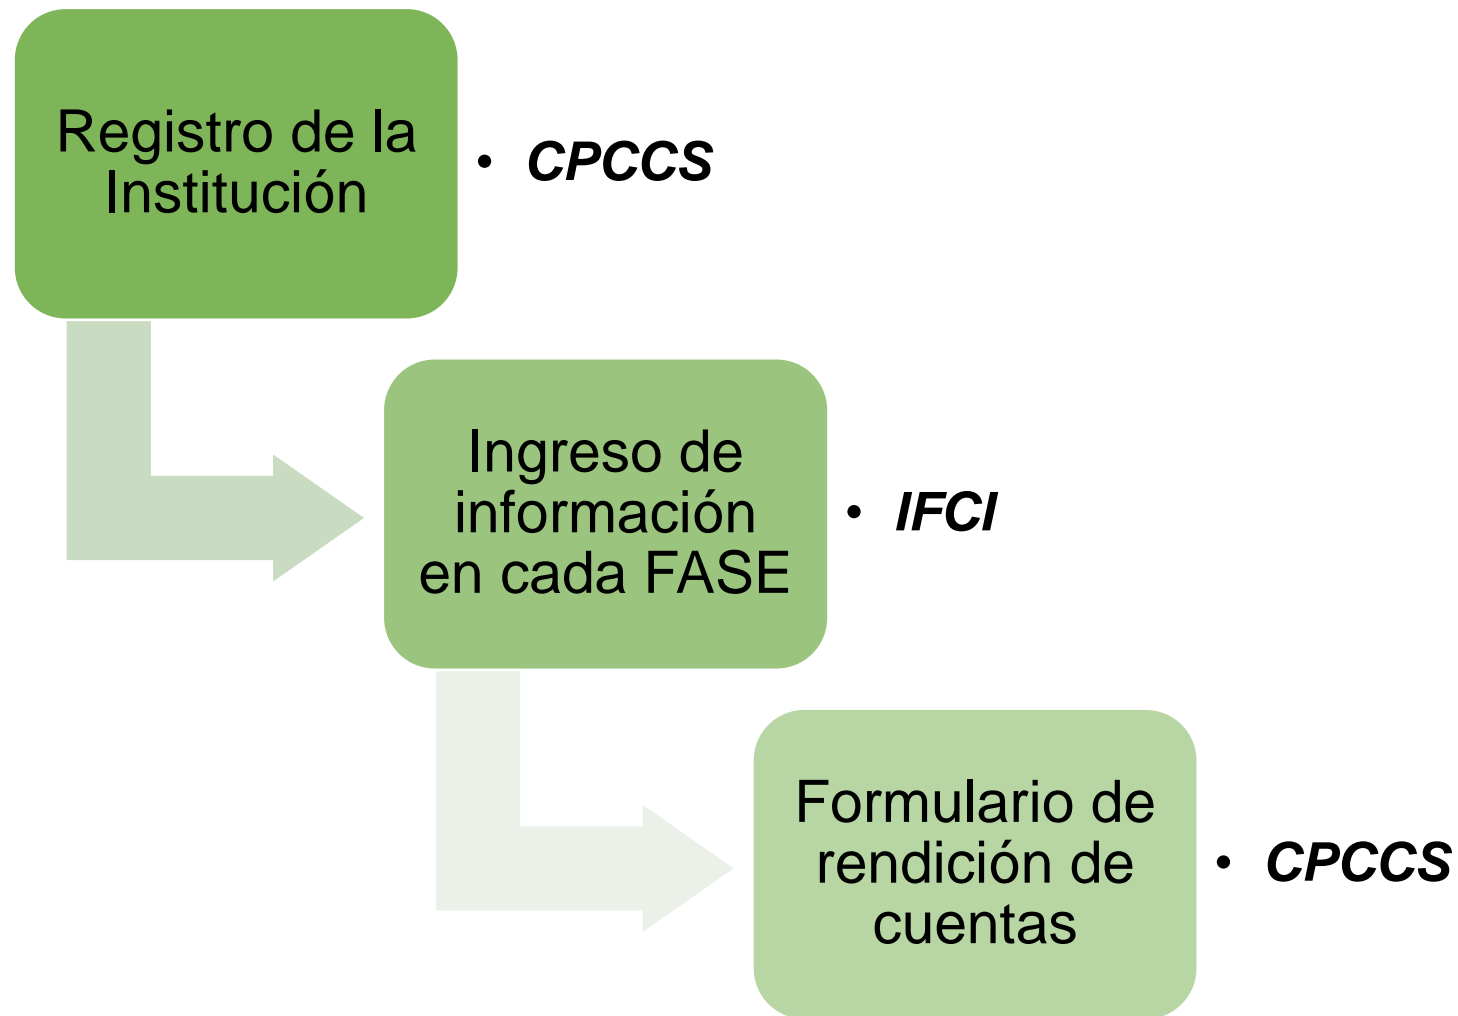 Registro de la
Institución
• CPCCS
Ingreso de
información
en cada FASE
• IFCI
Formulario de
rendición de
cuentas
• CPCCS